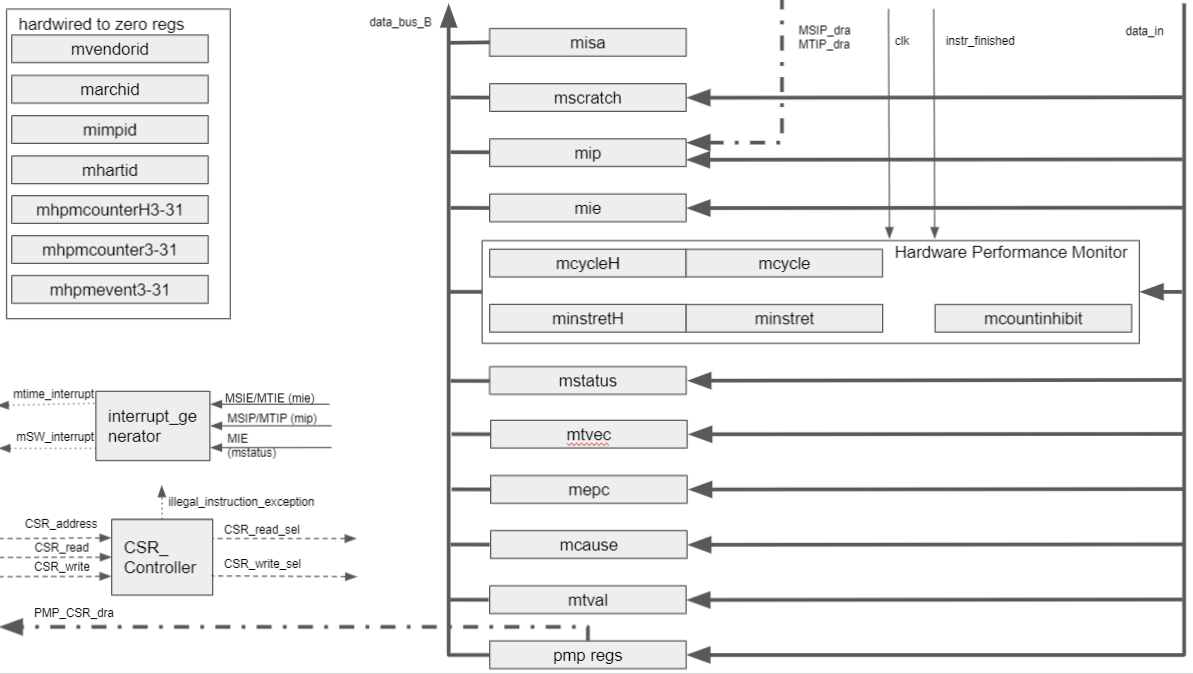 hardwired to zero regs
mvendorid
marchid
mimpid
mhartid
mhpmcounterH3-31
mhpmcounter3-31
mhpmevent3-31
data_bus_B
misa
MSIP_dra
MTIP_dra
clk
instr_finished
data_in
mscratch
mip
mie
Hardware Performance Monitor
mcycleH
mcycle
minstretH
minstret
mcountinhibit
mstatus
mtvec
mepc
mcause
mtval
pmp regs
mtime_interrupt
mSW_interrupt
interrupt_ge
nerator
MSIE/MTIE (mie)
MSIP/MTIP (mip)
MIE
(mstatus)
illegal_instruction_exception
CSR_address
CSR_read
CSR_write
CSR_
Controller
CSR_read_sel
CSR_write_sel
PMP_CSR_dra